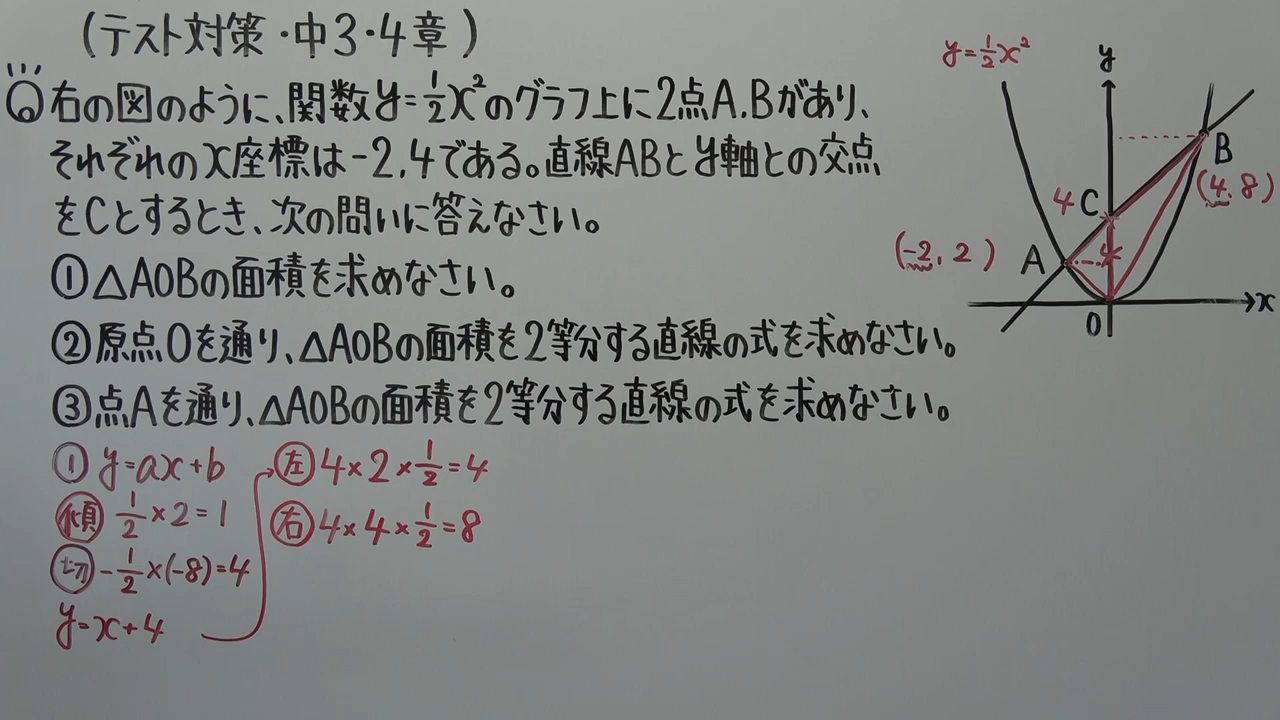 (テスト対策・中3・4章)
Q 右の図のように、関数y=1/2x²のグラフ上に2点A.Bがあり、
それぞれのx座標は-2,4である。直線ABとy軸との交点
をCとするとき、次の問いに答えなさい。
①△AOBの面積を求めなさい。
②原点Oを通り、△AOBの面積を2等分する直線の式を求めなさい。
③点Aを通り、△AOBの面積を2等分する直線の式を求めなさい。
① y=ax+b
傾 1/2×2=1
切 -1/2×(-8)=4
y=x+4
左 4×2×1/2=4
右 4×4×1/2=8
y=1/2x²
y
B
(4,8)
4 C
(-2,2) A
4
O
x